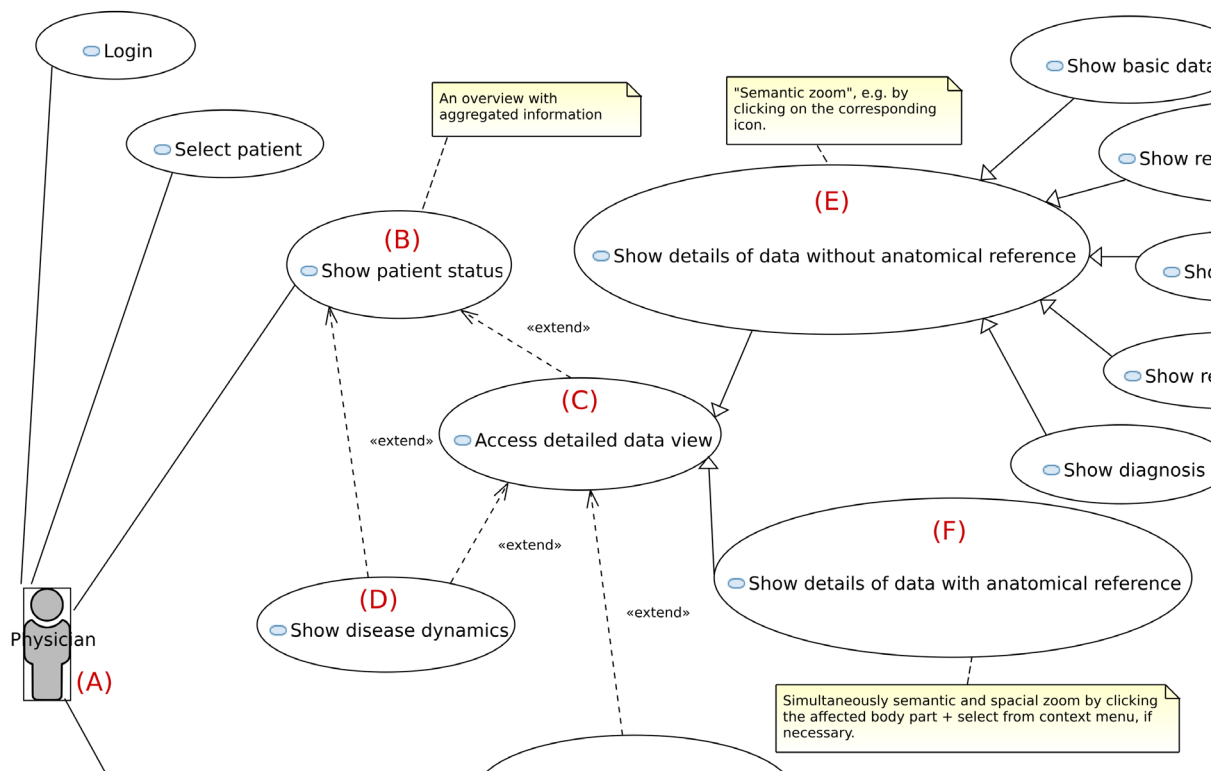 Login
Show basic data
An overview with
aggregated information
"Semantic zoom", e.g. by
clicking on the corresponding
icon.
Select patient
Show
(E)
(B)
Show details of data without anatomical reference
Show patient status
«extend»
Show
(C)
«extend»
Access detailed data view
Show diagnosis
(F)
«extend»
Show details of data with anatomical reference
(D)
«extend»
Show disease dynamics
Physician
(A)
Simultaneously semantic and spacial zoom by clicking
the affected body part + select from context menu, if
necessary.